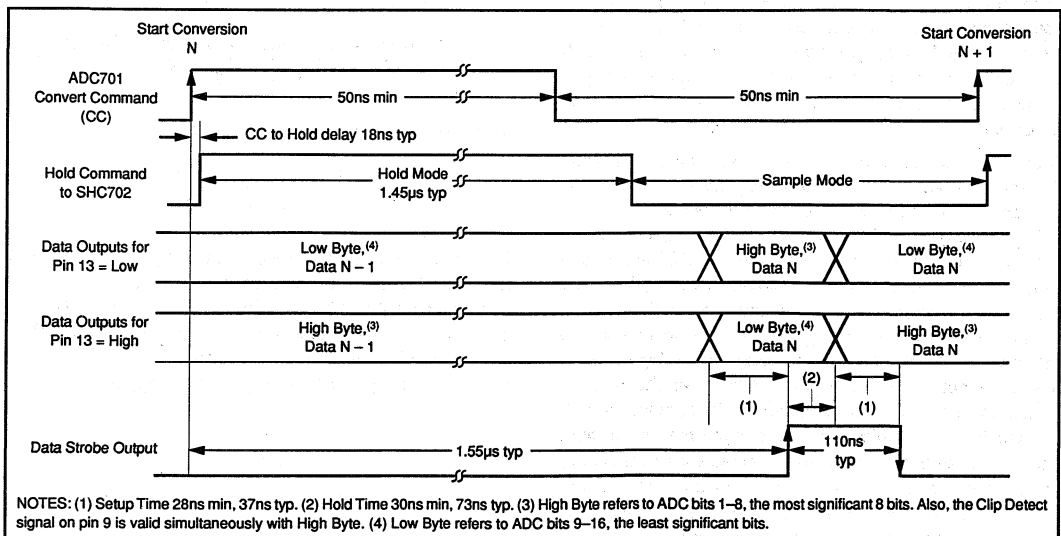 Start Conversion
N
Start Conversion
N + 1
ADC701
Convert Command
(CC)
50ns min
50ns min
CC to Hold delay 18ns typ
Hold Command
to SHC702
Hold Mode
1.45µs typ
Sample Mode
Data Outputs for
Pin 13 = Low
Low Byte,(4)
Data N – 1
High Byte,(3)
Data N
Low Byte,(4)
Data N
Data Outputs for
Pin 13 = High
High Byte,(3)
Data N – 1
Low Byte,(4)
Data N
High Byte,(3)
Data N
(1)
(2)
(1)
Data Strobe Output
1.55µs typ
110ns
typ
NOTES: (1) Setup Time 28ns min, 37ns typ. (2) Hold Time 30ns min, 73ns typ. (3) High Byte refers to ADC bits 1–8, the most significant 8 bits. Also, the Clip Detect
signal on pin 9 is valid simultaneously with High Byte. (4) Low Byte refers to ADC bits 9–16, the least significant bits.